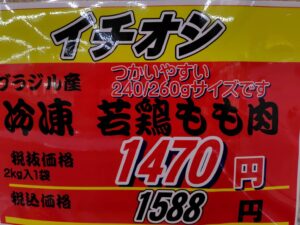 イチオシ
ブラジル産
つかいやすい
240/260gサイズです
冷凍 若鶏もも肉
税抜価格 1470円
2kg入1袋
税込価格 1588円